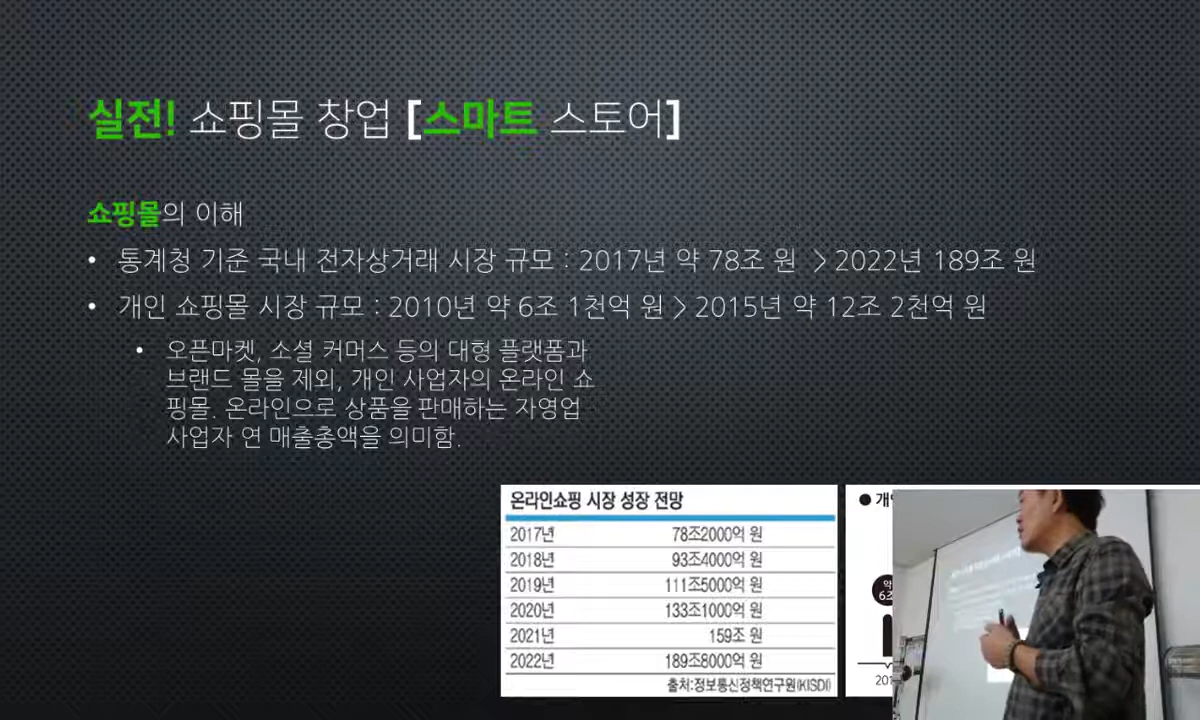 실전! 쇼핑몰 창업 [스마트 스토어]
쇼핑몰의 이해
• 통계청 기준 국내 전자상거래 시장 규모 : 2017년 약 78조 원 > 2022년 189조 원
• 개인 쇼핑몰 시장 규모 : 2010년 약 6조 1천억 원 > 2015년 약 12조 2천억 원
• 오픈마켓, 소셜 커머스 등의 대형 플랫폼과
브랜드 몰을 제외, 개인 사업자의 온라인 쇼
핑몰. 온라인으로 상품을 판매하는 자영업
사업자 연 매출총액을 의미함.
온라인쇼핑 시장 성장 전망
2017년 78조2000억 원
2018년 93조4000억 원
2019년 111조5000억 원
2020년 133조1000억 원
2021년 159조 원
2022년 189조8000억 원
출처:정보통신정책연구원(KISDI)
약
6조